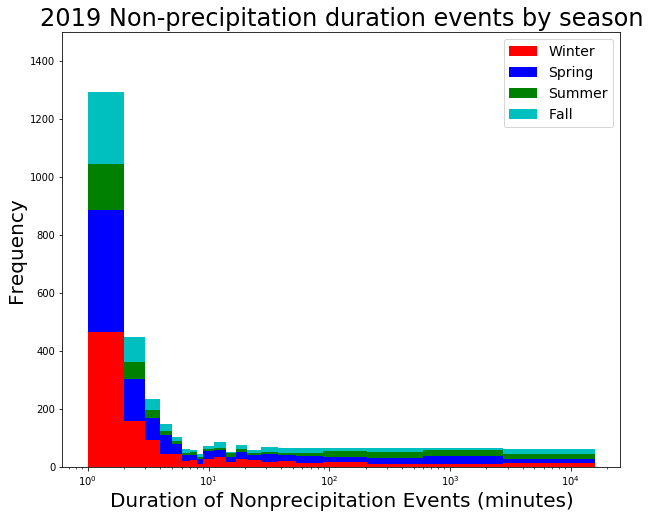 2019 Non-precipitation duration events by season
Winter
Spring
Summer
Fall
Frequency
1400
1200
1000
800
600
400
200
0
10⁰ 10¹ 10² 10³ 10⁴
Duration of Nonprecipitation Events (minutes)